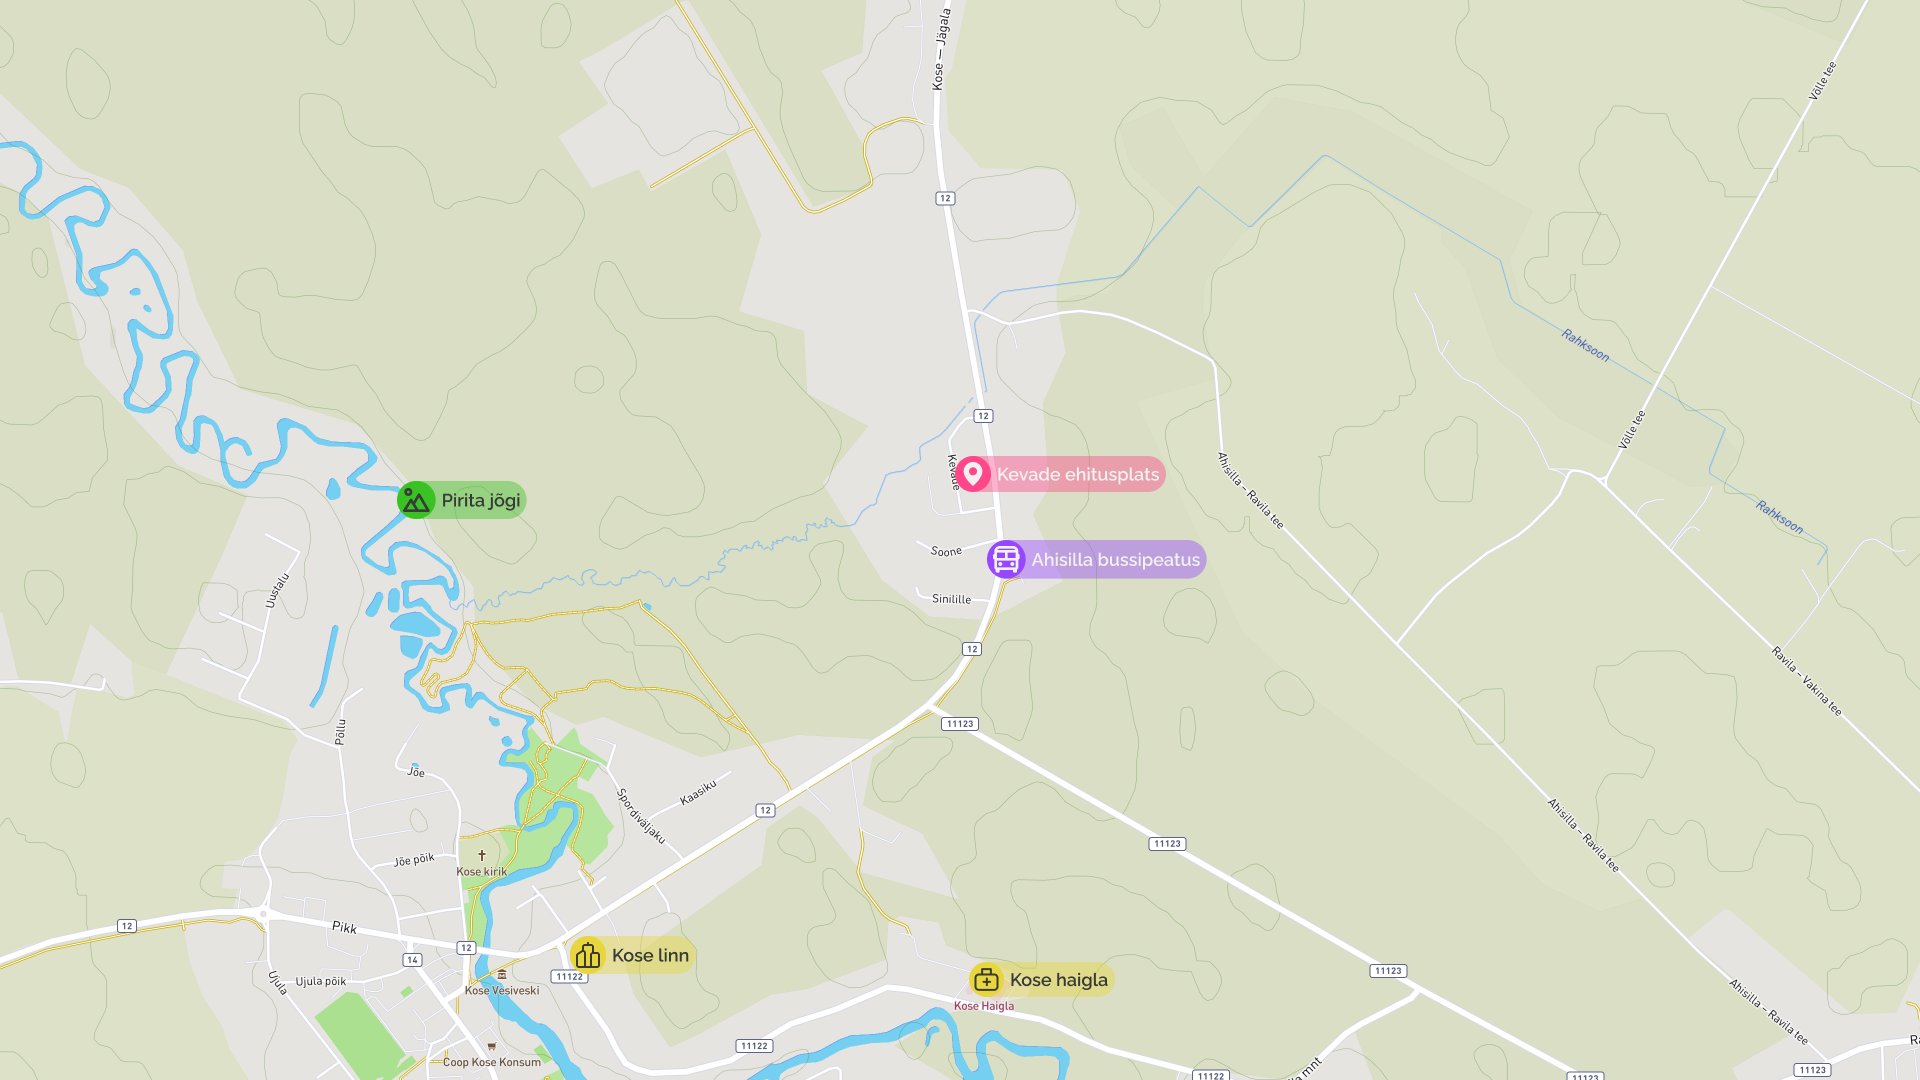 Kose — Jägala
Võlle tee
12
Rahksoon
12
Võlle tee
Kevade
Kevade ehitusplats
Ahisilla – Ravila tee
Pirita jõgi
Rahksoon
Soone
Ahisilla bussipeatus
Uustalu
Sinilille
12
Ravila – Vakina tee
11123
Põllu
Jõe
Kaasiku
Spordiväljaku
12
Ahisilla – Ravila tee
11123
Jõe põik
Kose kirik
12
Pikk
12
14
Kose linn
11122
11123
Ujula
Ujula põik
Kose Vesiveski
Kose haigla
Kose Haigla
Ahisilla – Ravila tee
11122
Coop Kose Konsum
11122
11123
11123